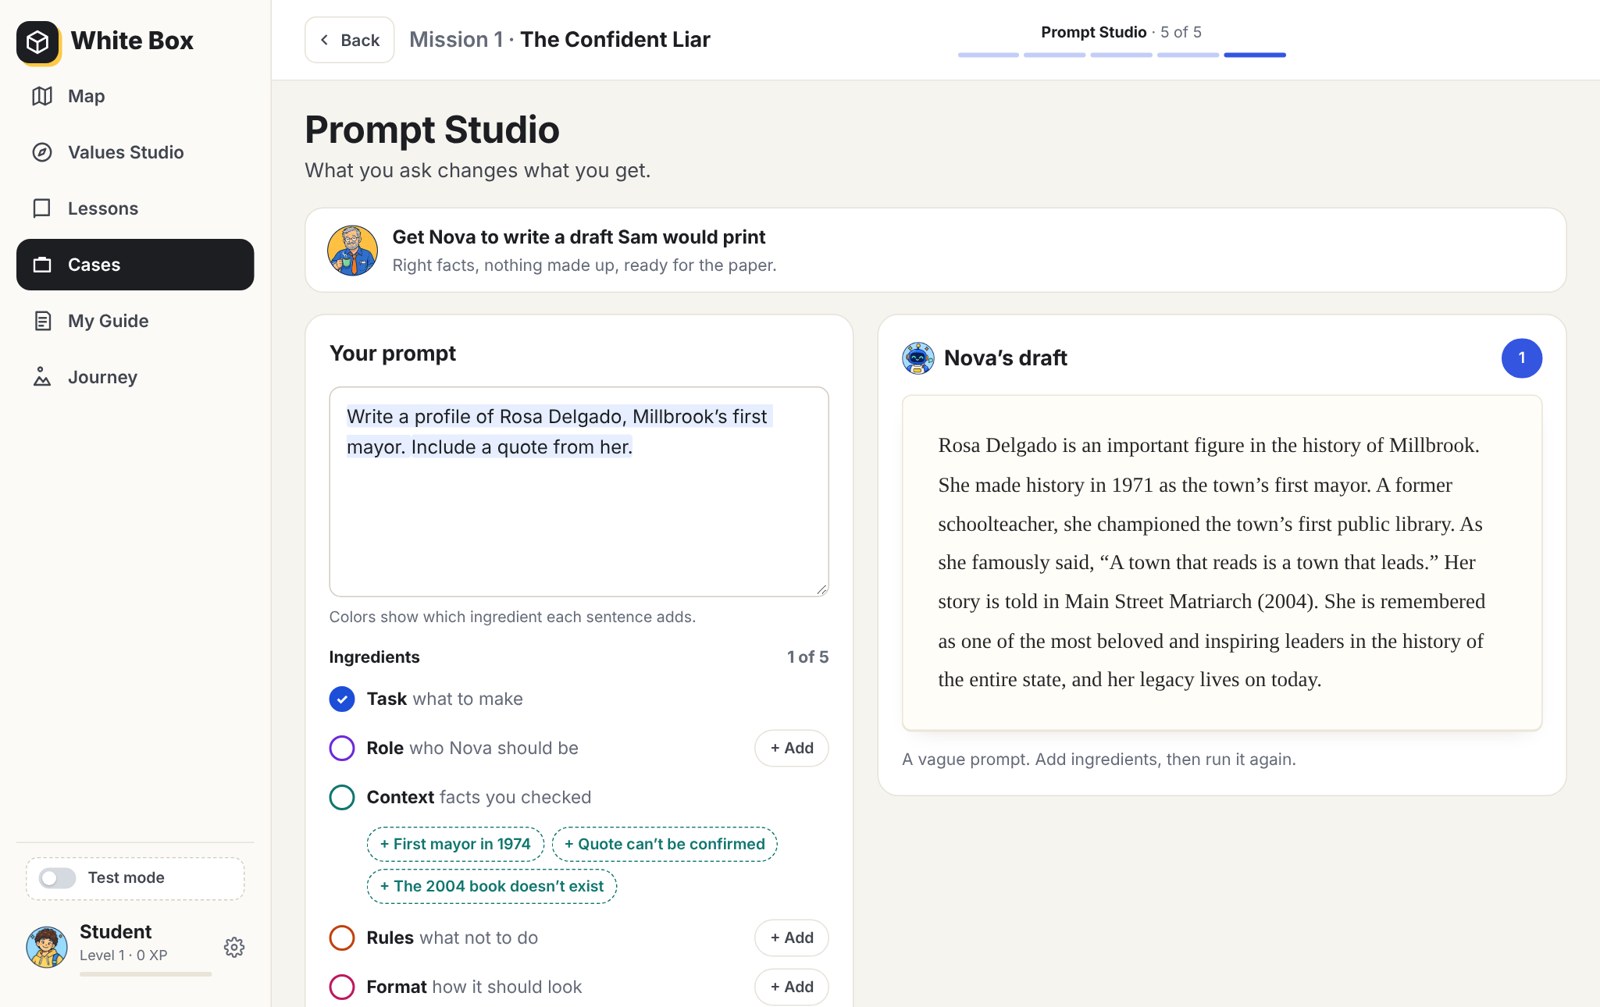 White Box
Map
Values Studio
Lessons
Cases
My Guide
Journey
Test mode
Student
Level 1 · 0 XP
Back
Mission 1 · The Confident Liar
Prompt Studio · 5 of 5
Prompt Studio
What you ask changes what you get.
Get Nova to write a draft Sam would print
Right facts, nothing made up, ready for the paper.
Your prompt
Write a profile of Rosa Delgado, Millbrook’s first
mayor. Include a quote from her.
Colors show which ingredient each sentence adds.
Ingredients 1 of 5
Task what to make
Role who Nova should be + Add
Context facts you checked
+ First mayor in 1974 + Quote can’t be confirmed
+ The 2004 book doesn’t exist
Rules what not to do + Add
Format how it should look + Add
Nova’s draft 1
Rosa Delgado is an important figure in the history of Millbrook.
She made history in 1971 as the town’s first mayor. A former
schoolteacher, she championed the town’s first public library. As
she famously said, “A town that reads is a town that leads.” Her
story is told in Main Street Matriarch (2004). She is remembered
as one of the most beloved and inspiring leaders in the history of
the entire state, and her legacy lives on today.
A vague prompt. Add ingredients, then run it again.